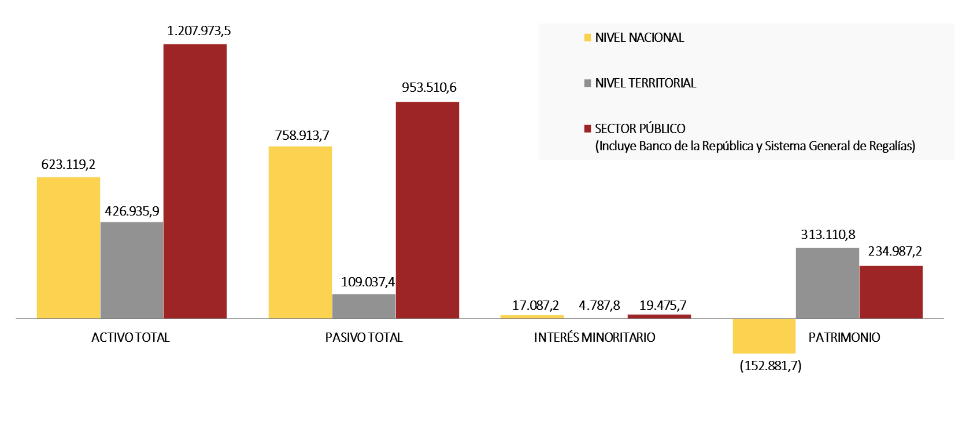 1.207.973,5
NIVEL NACIONAL
NIVEL TERRITORIAL
953.510,6
SECTOR PÚBLICO
(Incluye Banco de la República y Sistema General de Regalías)
758.913,7
623.119,2
426.935,9
313.110,8
234.987,2
109.037,4
17.087,2 4.787,8 19.475,7
ACTIVO TOTAL PASIVO TOTAL INTERÉS MINORITARIO PATRIMONIO
(152.881,7)